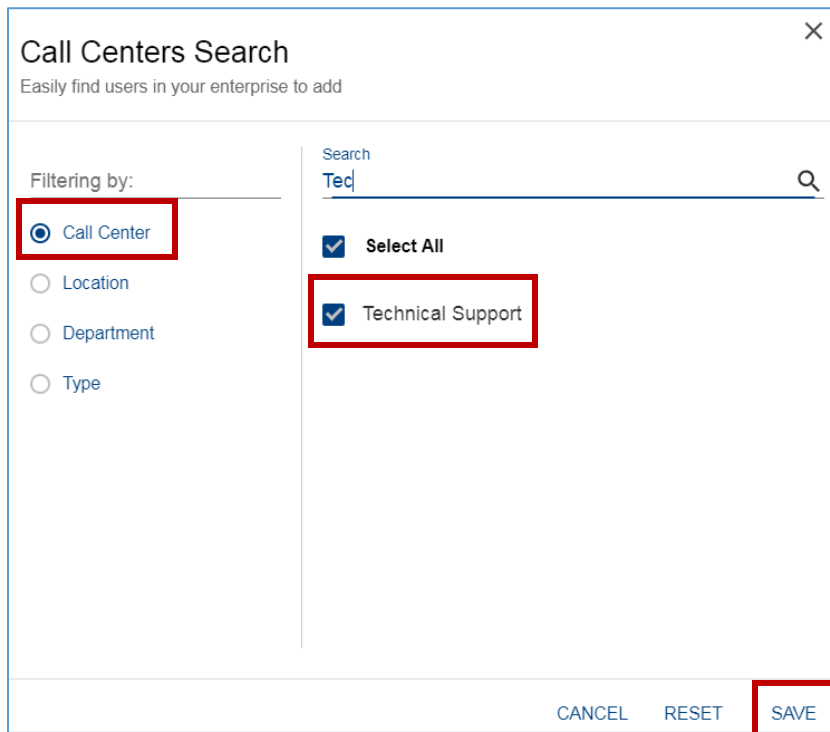 Call Centers Search
Easily find users in your enterprise to add
Filtering by:
Call Center
Location
Department
Type
Search
Tec
Select All
Technical Support
CANCEL RESET SAVE